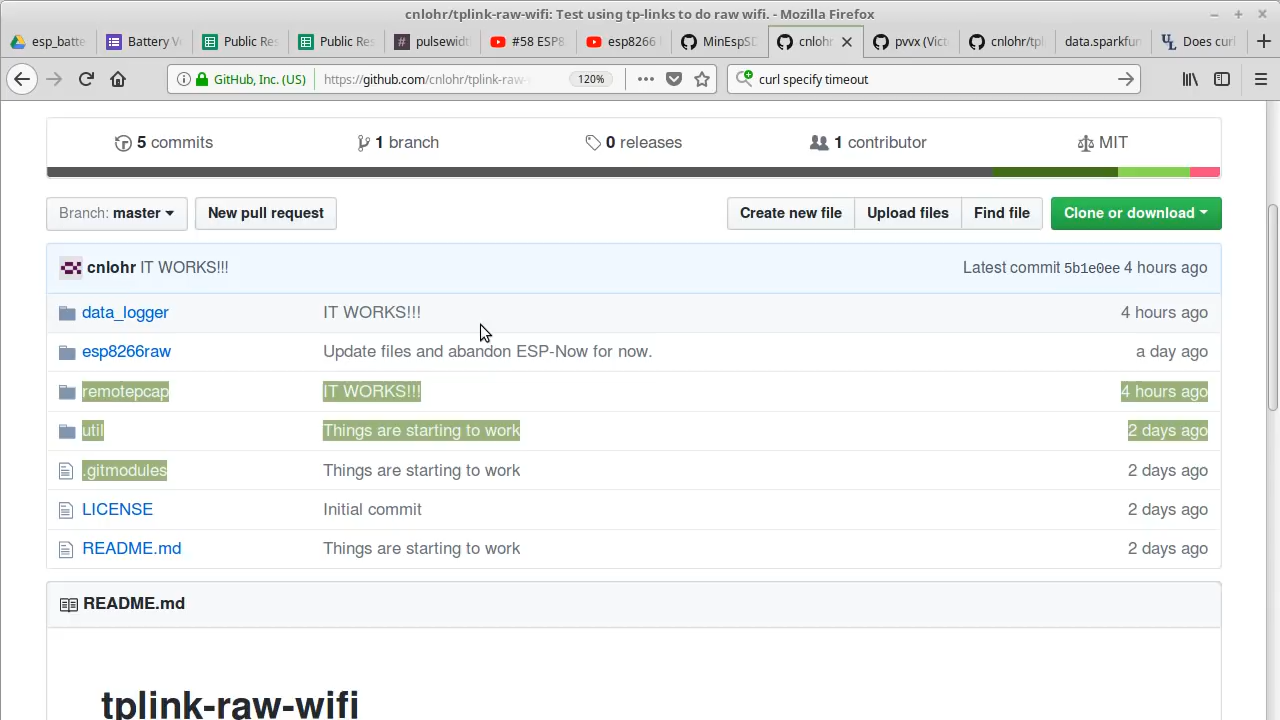 cnlohr/tplink-raw-wifi: Test using tp-links to do raw wifi. - Mozilla Firefox
esp_batte Battery V Public Res Public Res pulsewidt #58 ESP8 esp8266 MinEspSD cnlo pvvx (Vict cnlohr/tpl data.sparkfun Does curl
GitHub, Inc. (US) https://github.com/cnlohr/tplink-raw-w 120% curl specify timeout
5 commits 1 branch 0 releases 1 contributor MIT
Branch: master New pull request Create new file Upload files Find file Clone or download
cnlohr IT WORKS!!! Latest commit 5b1e0ee 4 hours ago
data_logger IT WORKS!!! 4 hours ago
esp8266raw Update files and abandon ESP-Now for now. a day ago
remotepcap IT WORKS!!! 4 hours ago
util Things are starting to work 2 days ago
.gitmodules Things are starting to work 2 days ago
LICENSE Initial commit 2 days ago
README.md Things are starting to work 2 days ago
README.md
tplink-raw-wifi